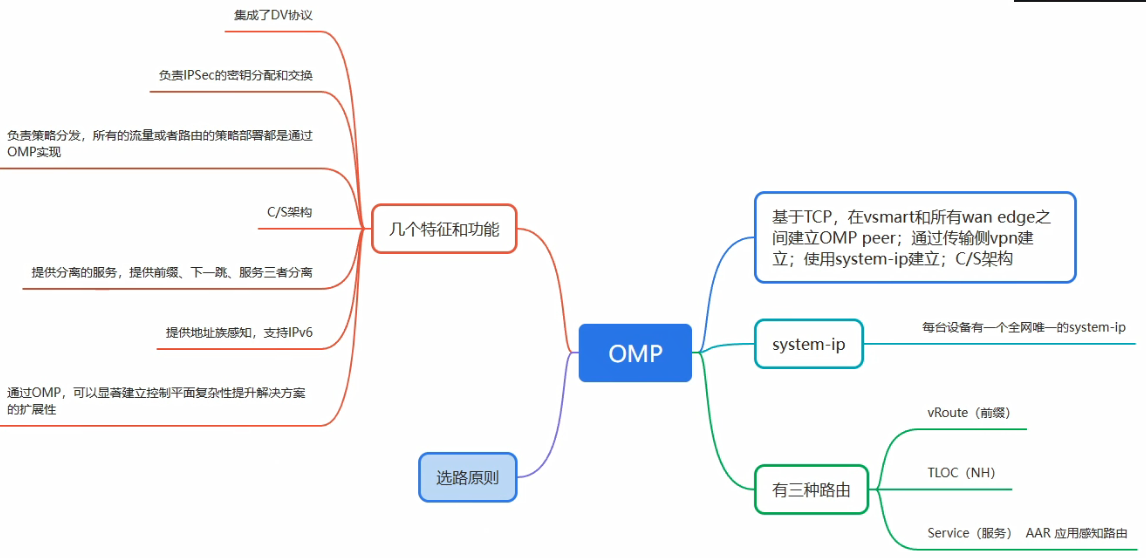 集成了DV协议
负责IPSec的密钥分配和交换
负责策略分发，所有的流量或者路由的策略部署都是通过
OMP实现
C/S架构
提供分离的服务，提供前缀、下一跳、服务三者分离
提供地址族感知，支持IPv6
通过OMP，可以显著建立控制平面复杂性提升解决方案
的扩展性
几个特征和功能
选路原则
OMP
基于TCP，在vsmart和所有wan edge之
间建立OMP peer；通过传输侧vpn建
立；使用system-ip建立；C/S架构
system-ip
每台设备有一个全网唯一的system-ip
有三种路由
vRoute（前缀）
TLOC（NH）
Service（服务） AAR 应用感知路由